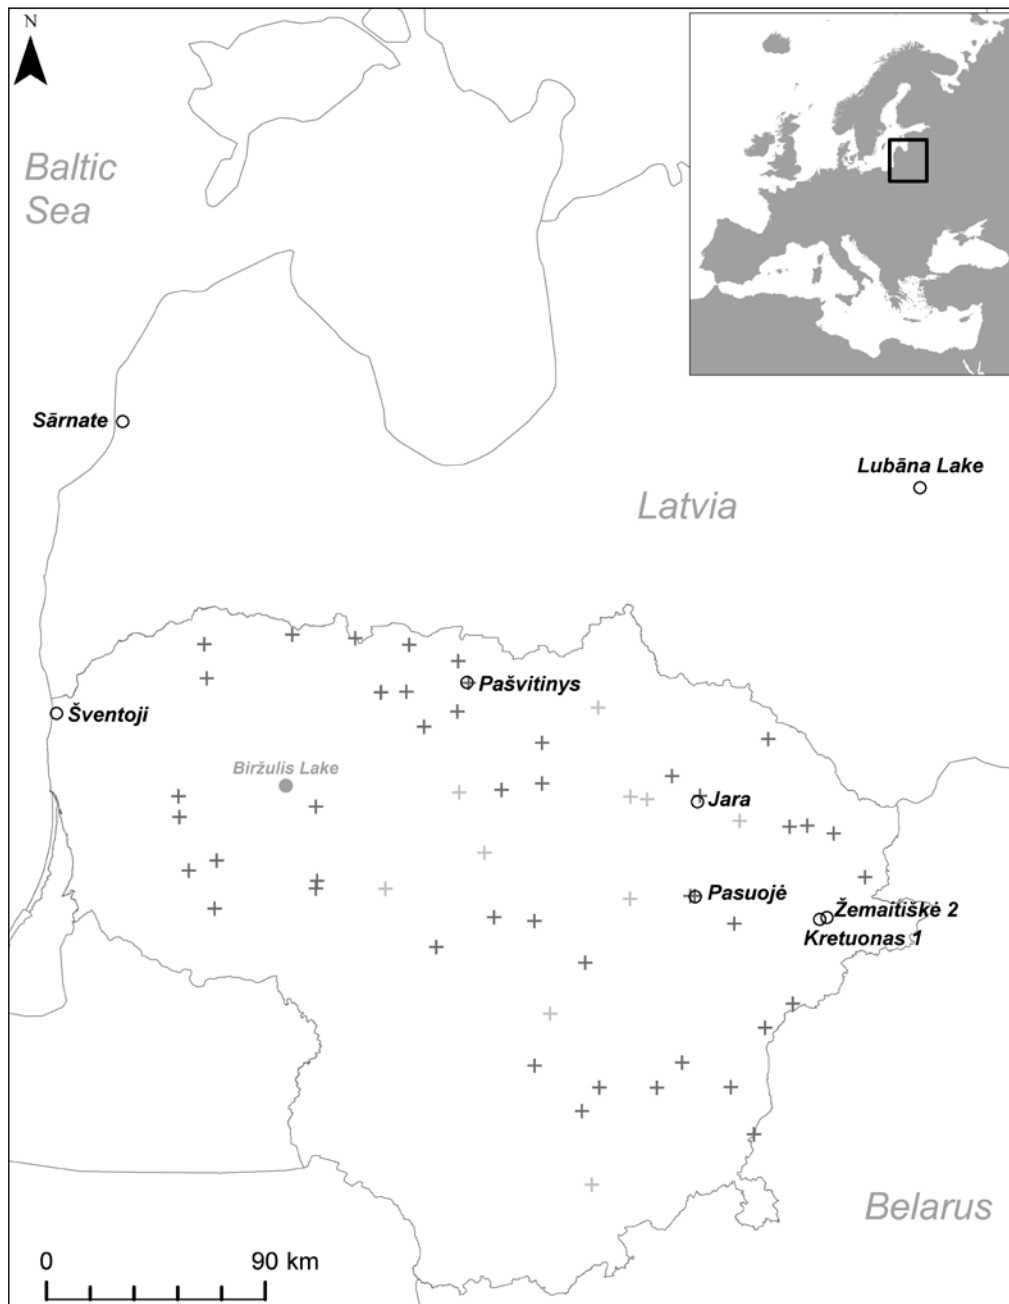 N
Baltic
Sea
Sārnate
Lubāna Lake
Latvia
Pašvitinys
Šventoji
Biržulis Lake
Jara
Pasuojė
Žemaitiškė 2
Kretuonas 1
Belarus
0 90 km